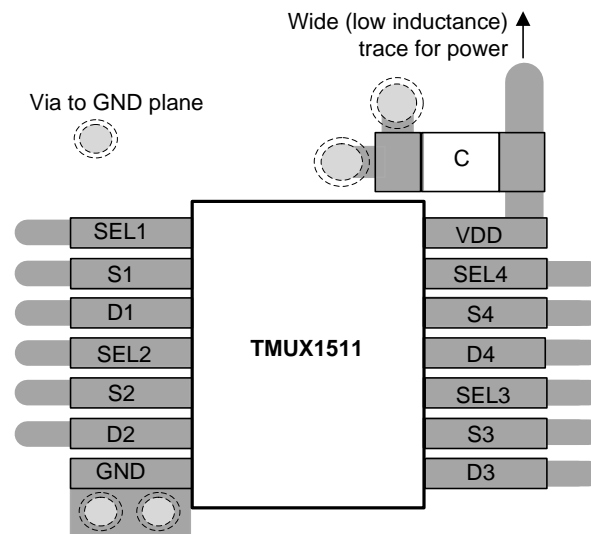 Wide (low inductance)
trace for power
Via to GND plane
C
SEL1
S1
D1
SEL2
S2
D2
GND
TMUX1511
VDD
SEL4
S4
D4
SEL3
S3
D3